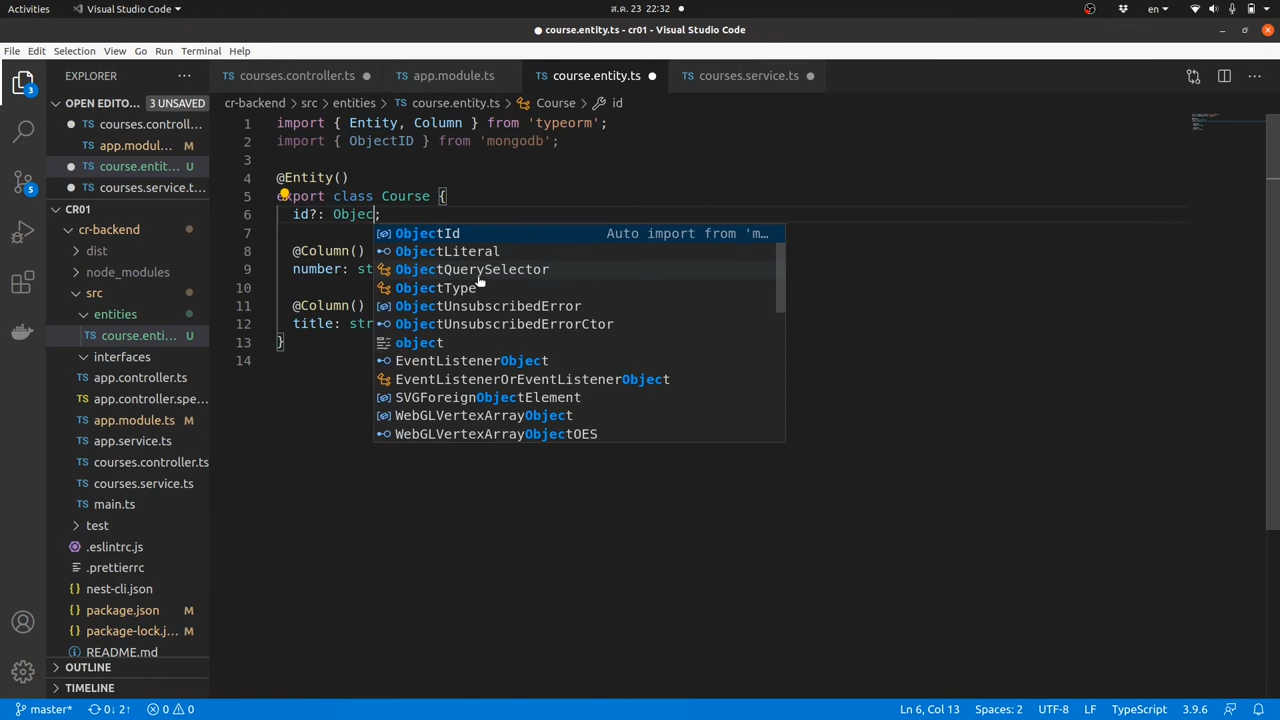 Activities
Visual Studio Code
ส.ค. 23 22:32
en
course.entity.ts - cr01 - Visual Studio Code
File Edit Selection View Go Run Terminal Help
EXPLORER
courses.controller.ts
app.module.ts
course.entity.ts
courses.service.ts
3
OPEN EDITO... 3 UNSAVED
TS courses.controll...
TS app.modul... M
TS course.entit... U
TS courses.service.t...
5
CR01
cr-backend
dist
node_modules
src
entities
TS course.enti... U
interfaces
TS app.controller.ts
TS app.controller.spe...
TS app.module.ts M
TS app.service.ts
TS courses.controller.ts
TS courses.service.ts
TS main.ts
test
.eslintrc.js
.prettierrc
{} nest-cli.json
{} package.json M
{} package-lock.j... M
README.md
OUTLINE
TIMELINE
cr-backend > src > entities > TS course.entity.ts > Course > id
1 import { Entity, Column } from 'typeorm';
2 import { ObjectID } from 'mongodb';
3
4 @Entity()
5 export class Course {
6 id?: Objec;
7
8 @Column()
9 number: st
10
11 @Column()
12 title: str
13 }
14
ObjectId Auto import from 'm...
ObjectLiteral
ObjectQuerySelector
ObjectType
ObjectUnsubscribedError
ObjectUnsubscribedErrorCtor
object
EventListenerObject
EventListenerOrEventListenerObject
SVGForeignObjectElement
WebGLVertexArrayObject
WebGLVertexArrayObjectOES
master* 0↓ 2↑ 0 0
Ln 6, Col 13 Spaces: 2 UTF-8 LF TypeScript 3.9.6